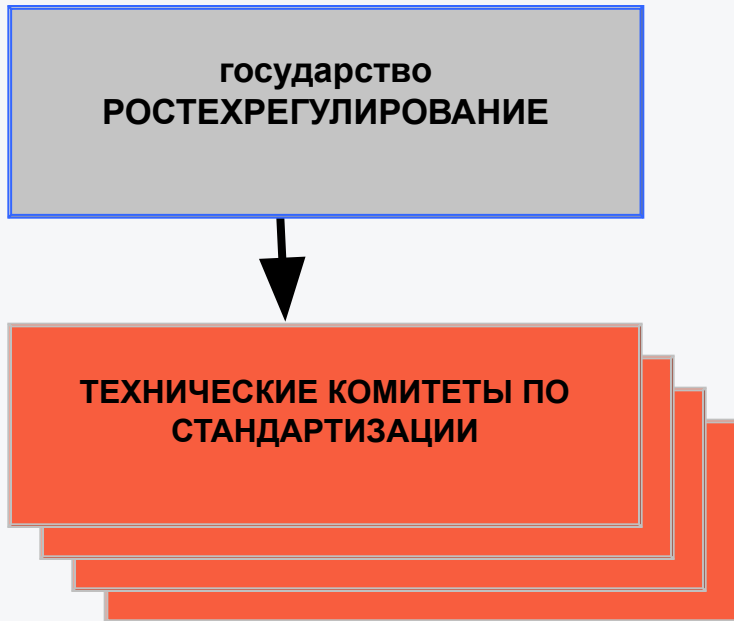 государство
РОСТЕХРЕГУЛИРОВАНИЕ
ТЕХНИЧЕСКИЕ КОМИТЕТЫ ПО
СТАНДАРТИЗАЦИИ